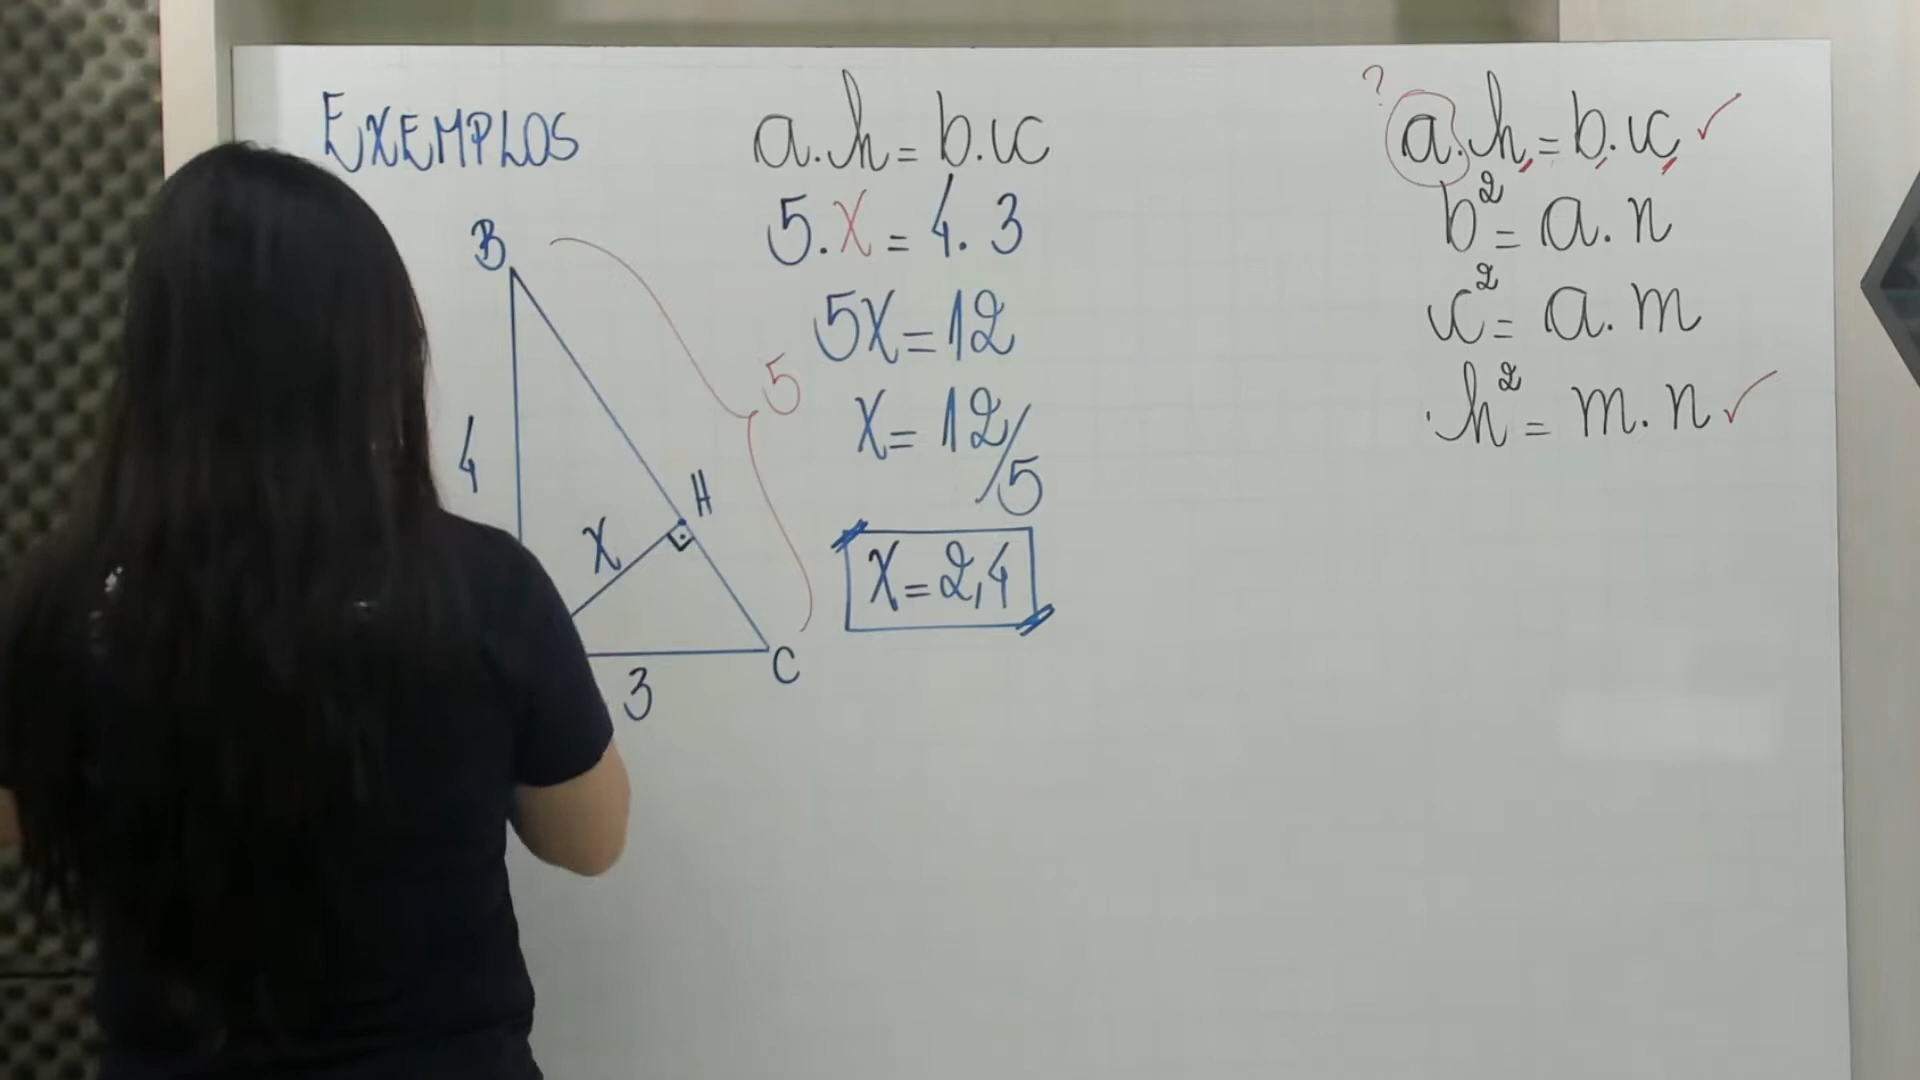 EXEMPLOS
B
4
X
H
5
3
C
a.h = b.c
5.X = 4.3
5X = 12
X = 12/5
X = 2,4
?
a.h = b.c ✓
b² = a.n
c² = a.m
h² = m.n ✓